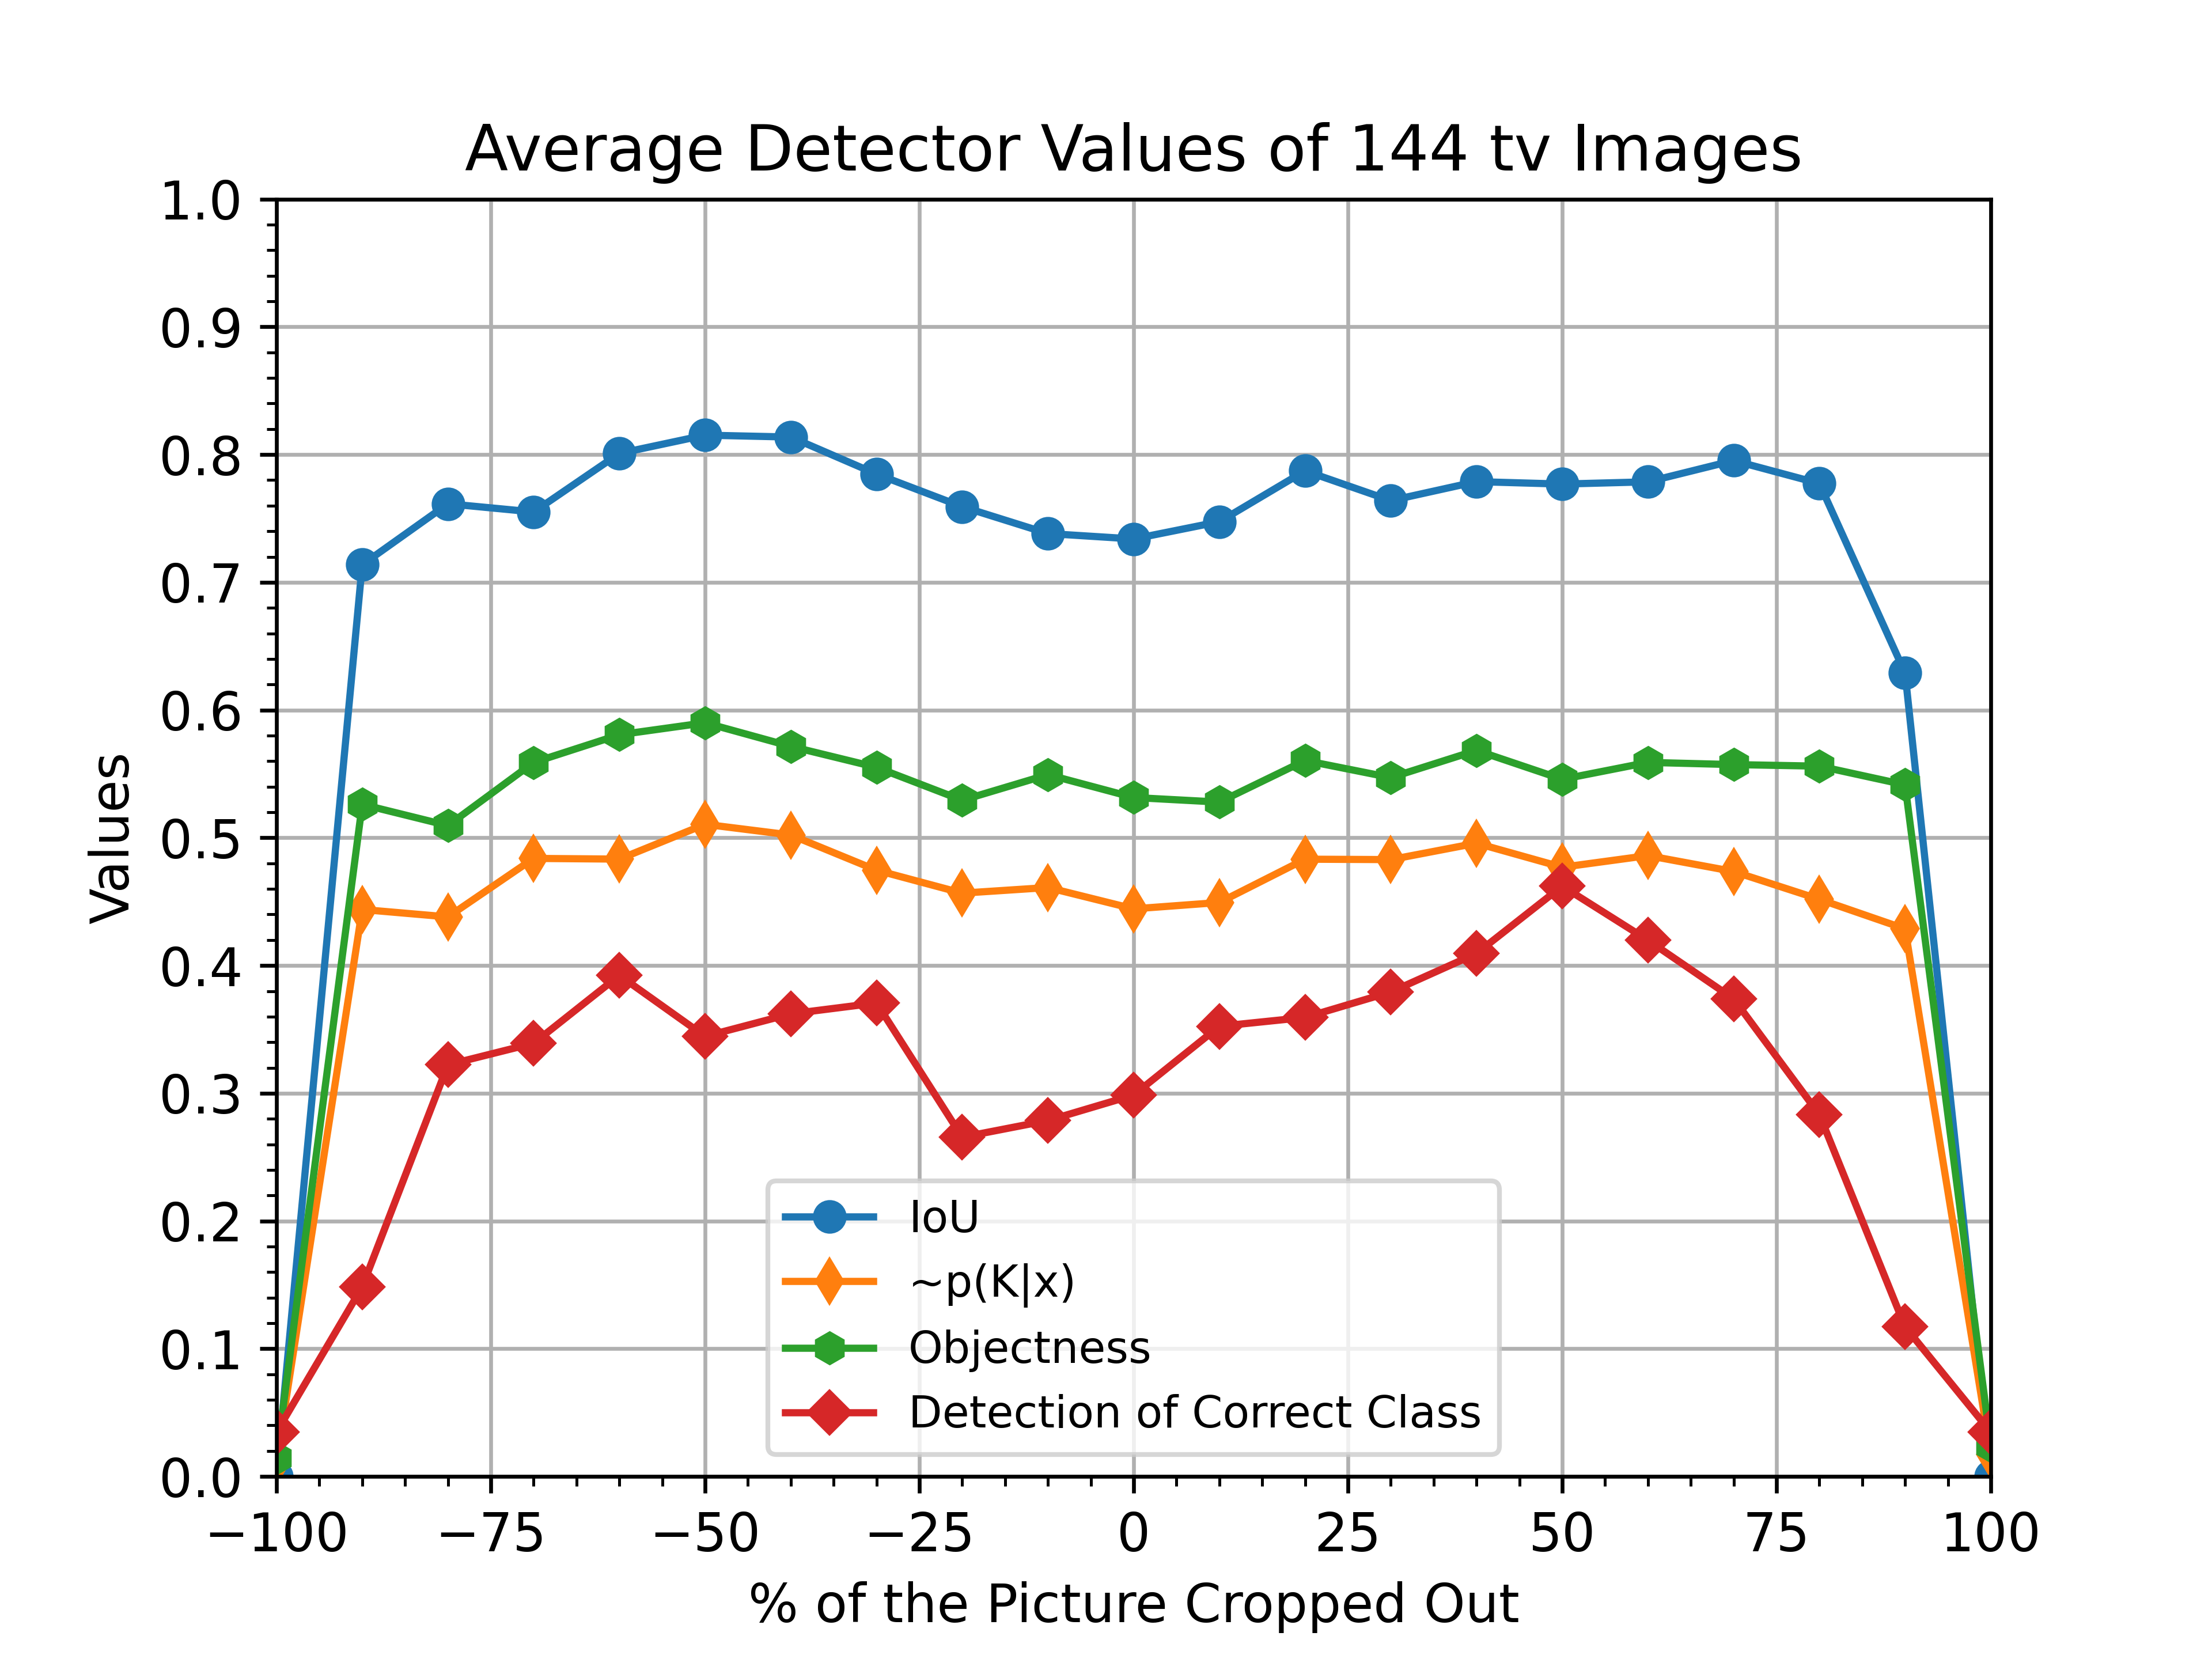 Average Detector Values of 144 tv Images
1.0
0.9
0.8
0.7
0.6
0.5
0.4
0.3
0.2
0.1
0.0
Values
IoU
~p(K|x)
Objectness
Detection of Correct Class
−100 −75 −50 −25 0 25 50 75 100
% of the Picture Cropped Out